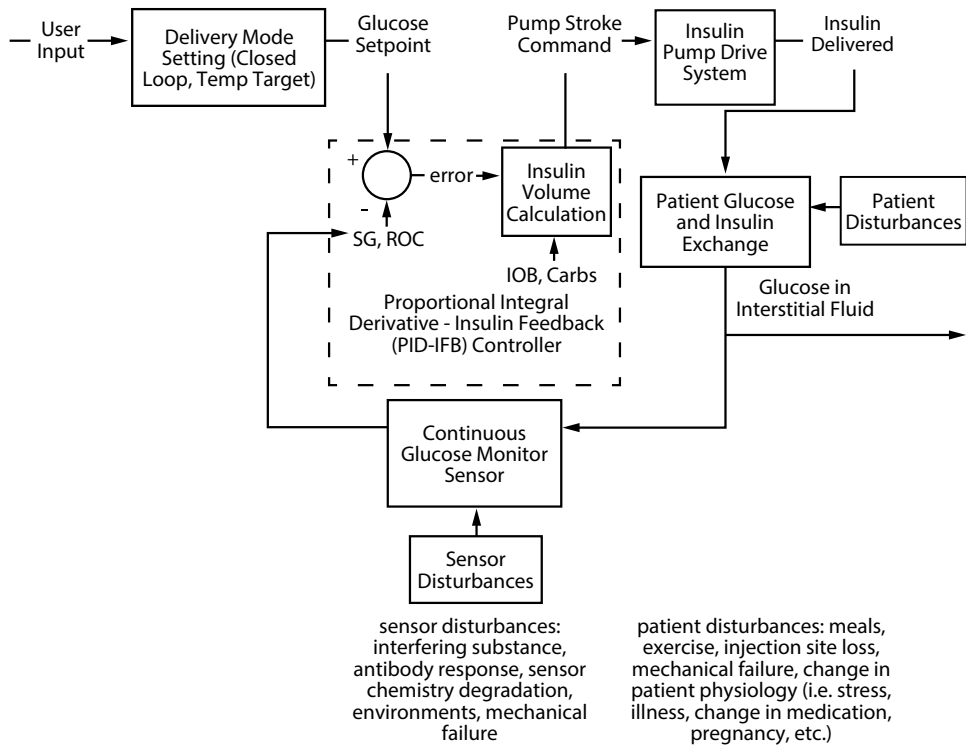 User
Input
Delivery Mode
Setting (Closed
Loop, Temp Target)
Glucose
Setpoint
Pump Stroke
Command
Insulin
Pump Drive
System
Insulin
Delivered
+
-
error
SG, ROC
Insulin
Volume
Calculation
IOB, Carbs
Proportional Integral
Derivative - Insulin Feedback
(PID-IFB) Controller
Patient Glucose
and Insulin
Exchange
Patient
Disturbances
Glucose in
Interstitial Fluid
Continuous
Glucose Monitor
Sensor
Sensor
Disturbances
sensor disturbances:
interfering substance,
antibody response, sensor
chemistry degradation,
environments, mechanical
failure
patient disturbances: meals,
exercise, injection site loss,
mechanical failure, change in
patient physiology (i.e. stress,
illness, change in medication,
pregnancy, etc.)